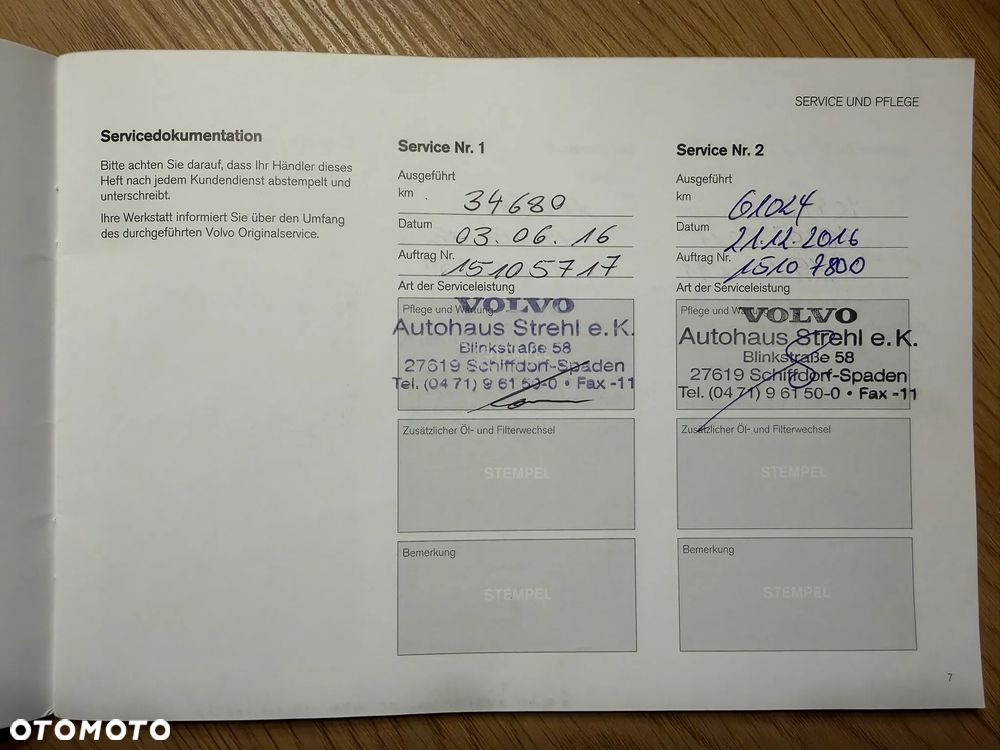 SERVICE UND PFLEGE
Servicedokumentation
Bitte achten Sie darauf, dass Ihr Händler dieses
Heft nach jedem Kundendienst abstempelt und
unterschreibt.
Ihre Werkstatt informiert Sie über den Umfang
des durchgeführten Volvo Originalservice.
Service Nr. 1
Ausgeführt
km 34680
Datum 03.06.16
Auftrag Nr. 15105717
Art der Serviceleistung
Pflege und Wartung
VOLVO
Autohaus Strehl e.K.
Blinkstraße 58
27619 Schiffdorf-Spaden
Tel. (04 71) 9 61 50-0 • Fax -11
Zusätzlicher Öl- und Filterwechsel
STEMPEL
Bemerkung
STEMPEL
Service Nr. 2
Ausgeführt
km 61024
Datum 21.12.2016
Auftrag Nr. 15107800
Art der Serviceleistung
Pflege und Wartung
VOLVO
Autohaus Strehl e.K.
Blinkstraße 58
27619 Schiffdorf-Spaden
Tel. (04 71) 9 61 50-0 • Fax -11
Zusätzlicher Öl- und Filterwechsel
STEMPEL
Bemerkung
STEMPEL
7
OTOMOTO